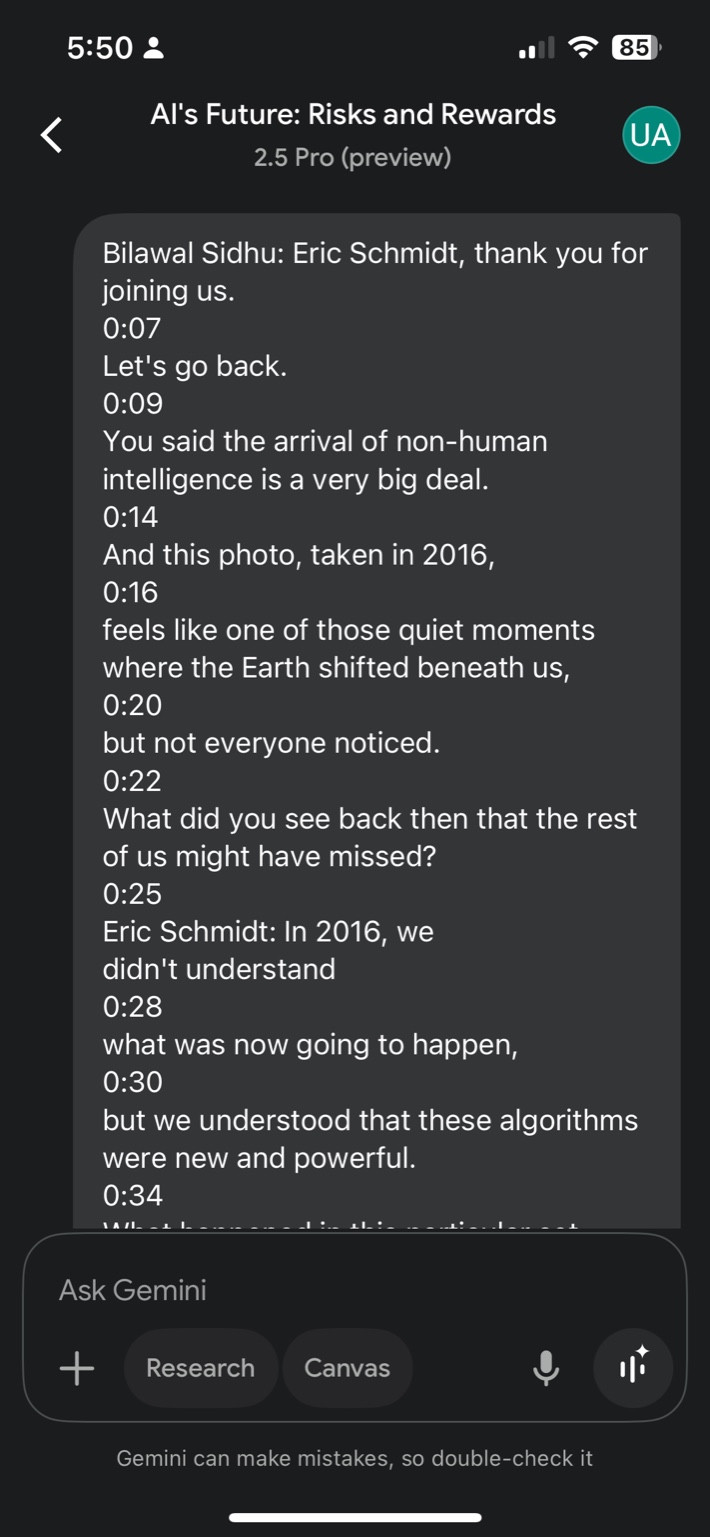 5:50
85
AI's Future: Risks and Rewards
2.5 Pro (preview)
UA
Bilawal Sidhu: Eric Schmidt, thank you for
joining us.
0:07
Let's go back.
0:09
You said the arrival of non-human
intelligence is a very big deal.
0:14
And this photo, taken in 2016,
0:16
feels like one of those quiet moments
where the Earth shifted beneath us,
0:20
but not everyone noticed.
0:22
What did you see back then that the rest
of us might have missed?
0:25
Eric Schmidt: In 2016, we
didn't understand
0:28
what was now going to happen,
0:30
but we understood that these algorithms
were new and powerful.
0:34
What happened in this particular set
Ask Gemini
Research
Canvas
Gemini can make mistakes, so double-check it